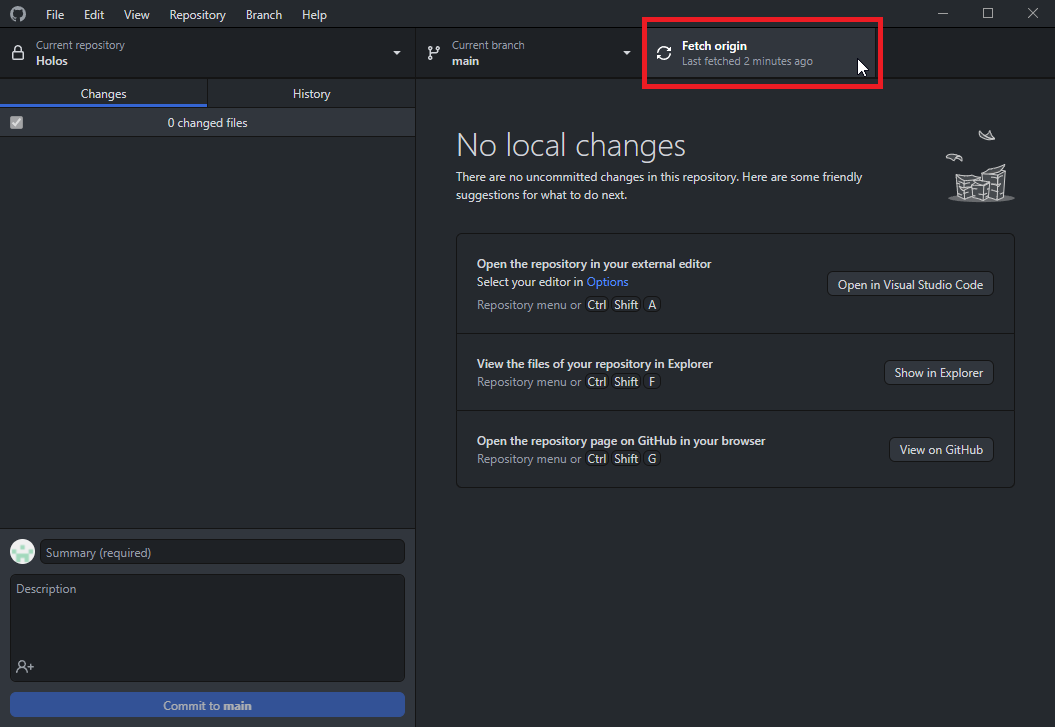 File Edit View Repository Branch Help
Current repository
Holos
Current branch
main
Fetch origin
Last fetched 2 minutes ago
Changes
History
0 changed files
No local changes
There are no uncommitted changes in this repository. Here are some friendly
suggestions for what to do next.
Open the repository in your external editor
Select your editor in Options
Repository menu or Ctrl Shift A
Open in Visual Studio Code
View the files of your repository in Explorer
Repository menu or Ctrl Shift F
Show in Explorer
Open the repository page on GitHub in your browser
Repository menu or Ctrl Shift G
View on GitHub
Summary (required)
Description
Commit to main